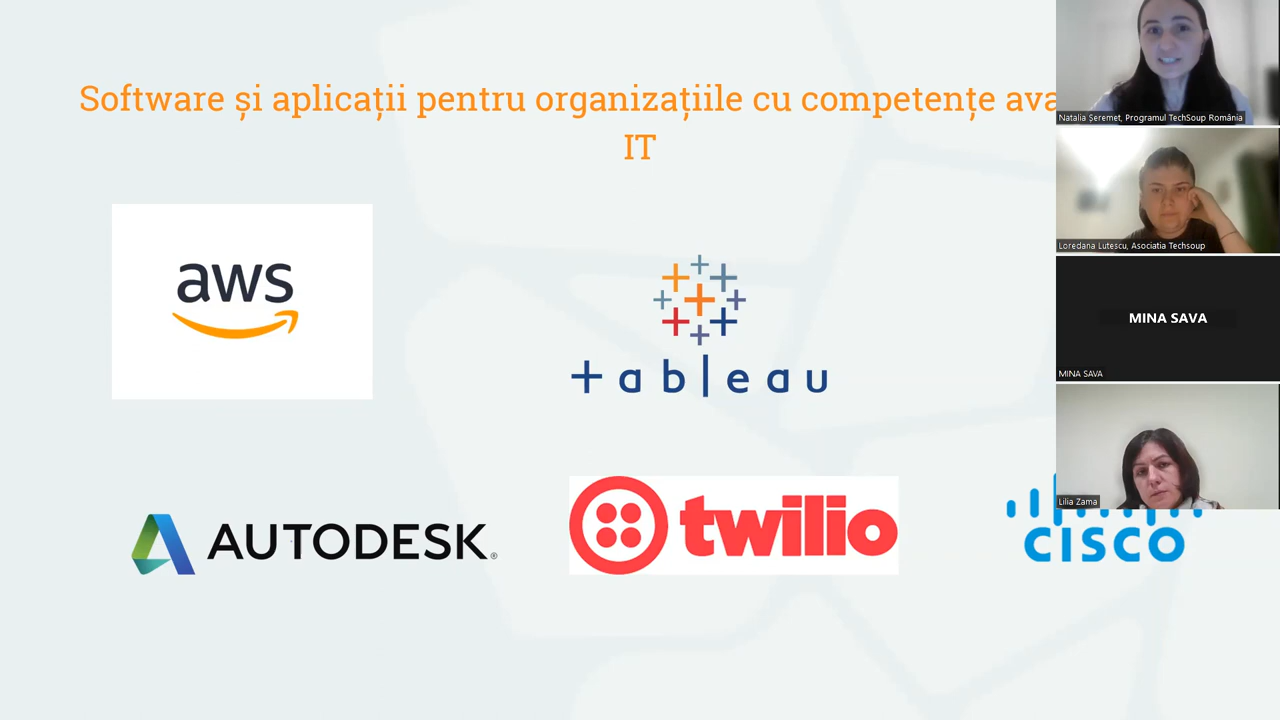 Software și aplicații pentru organizațiile cu competențe
IT
aws
tableau
AUTODESK®
twilio
CISCO
Natalia Șeremet, Programul TechSoup România
Loredana Lutescu, Asociatia Techsoup
MINA SAVA
MINA SAVA
Lilia Zama